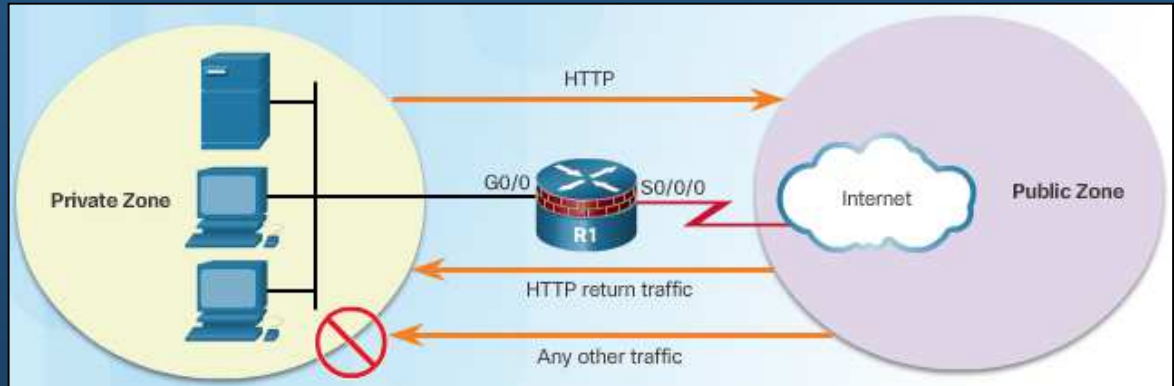 HTTP
Private Zone
G0/0
S0/0/0
R1
Internet
Public Zone
HTTP return traffic
Any other traffic